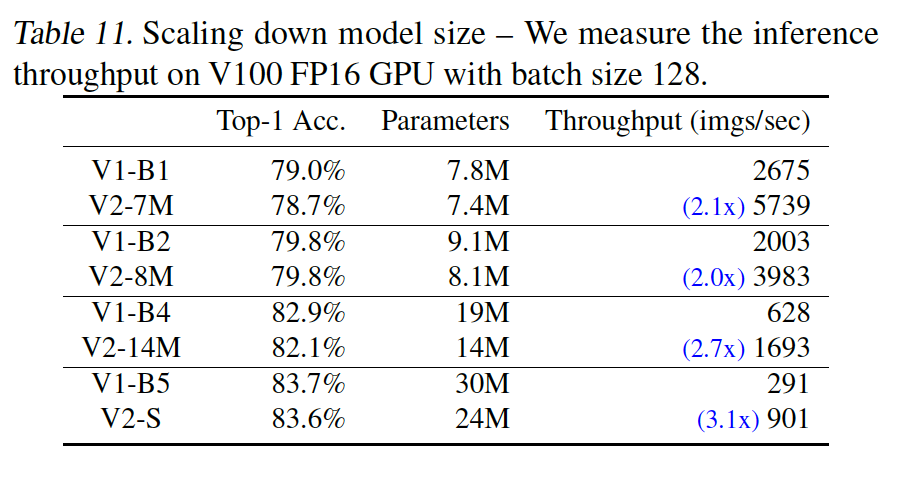 Table 11. Scaling down model size – We measure the inference
throughput on V100 FP16 GPU with batch size 128.
Top-1 Acc. Parameters Throughput (imgs/sec)
V1-B1 79.0% 7.8M 2675
V2-7M 78.7% 7.4M (2.1x) 5739
V1-B2 79.8% 9.1M 2003
V2-8M 79.8% 8.1M (2.0x) 3983
V1-B4 82.9% 19M 628
V2-14M 82.1% 14M (2.7x) 1693
V1-B5 83.7% 30M 291
V2-S 83.6% 24M (3.1x) 901